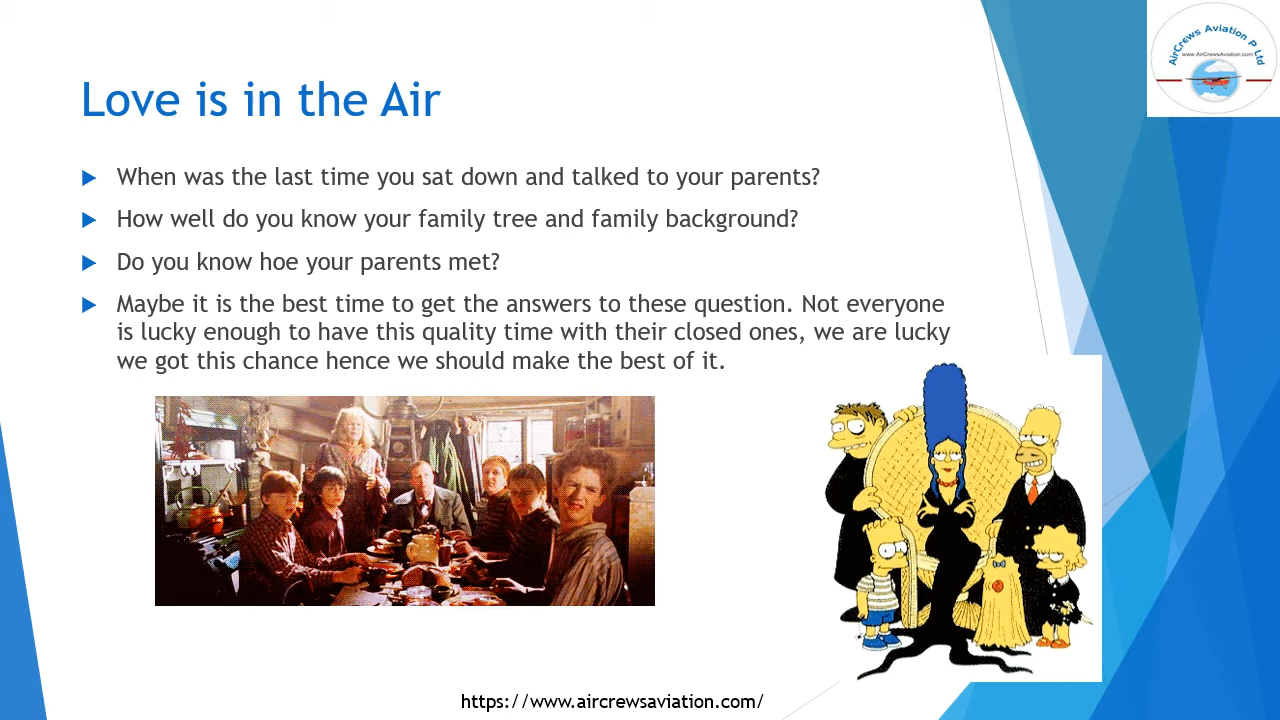 AirCrews Aviation P Ltd
www.AirCrewsAviation.com
Love is in the Air
When was the last time you sat down and talked to your parents?
How well do you know your family tree and family background?
Do you know hoe your parents met?
Maybe it is the best time to get the answers to these question. Not everyone
is lucky enough to have this quality time with their closed ones, we are lucky
we got this chance hence we should make the best of it.
https://www.aircrewsaviation.com/